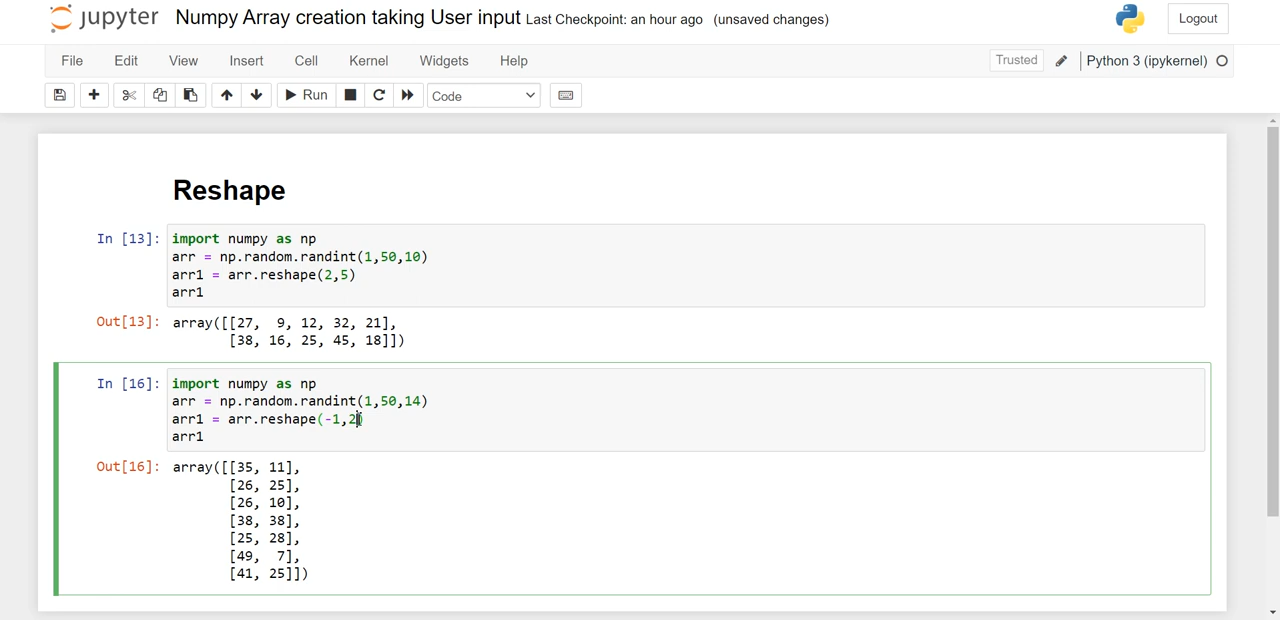 jupyter Numpy Array creation taking User input Last Checkpoint: an hour ago (unsaved changes) Logout
File Edit View Insert Cell Kernel Widgets Help Trusted Python 3 (ipykernel)
Run Code
Reshape
In [13]: import numpy as np
arr = np.random.randint(1,50,10)
arr1 = arr.reshape(2,5)
arr1
Out[13]: array([[27,  9, 12, 32, 21],
[38, 16, 25, 45, 18]])
In [16]: import numpy as np
arr = np.random.randint(1,50,14)
arr1 = arr.reshape(-1,2)
arr1
Out[16]: array([[35, 11],
[26, 25],
[26, 10],
[38, 38],
[25, 28],
[49,  7],
[41, 25]])